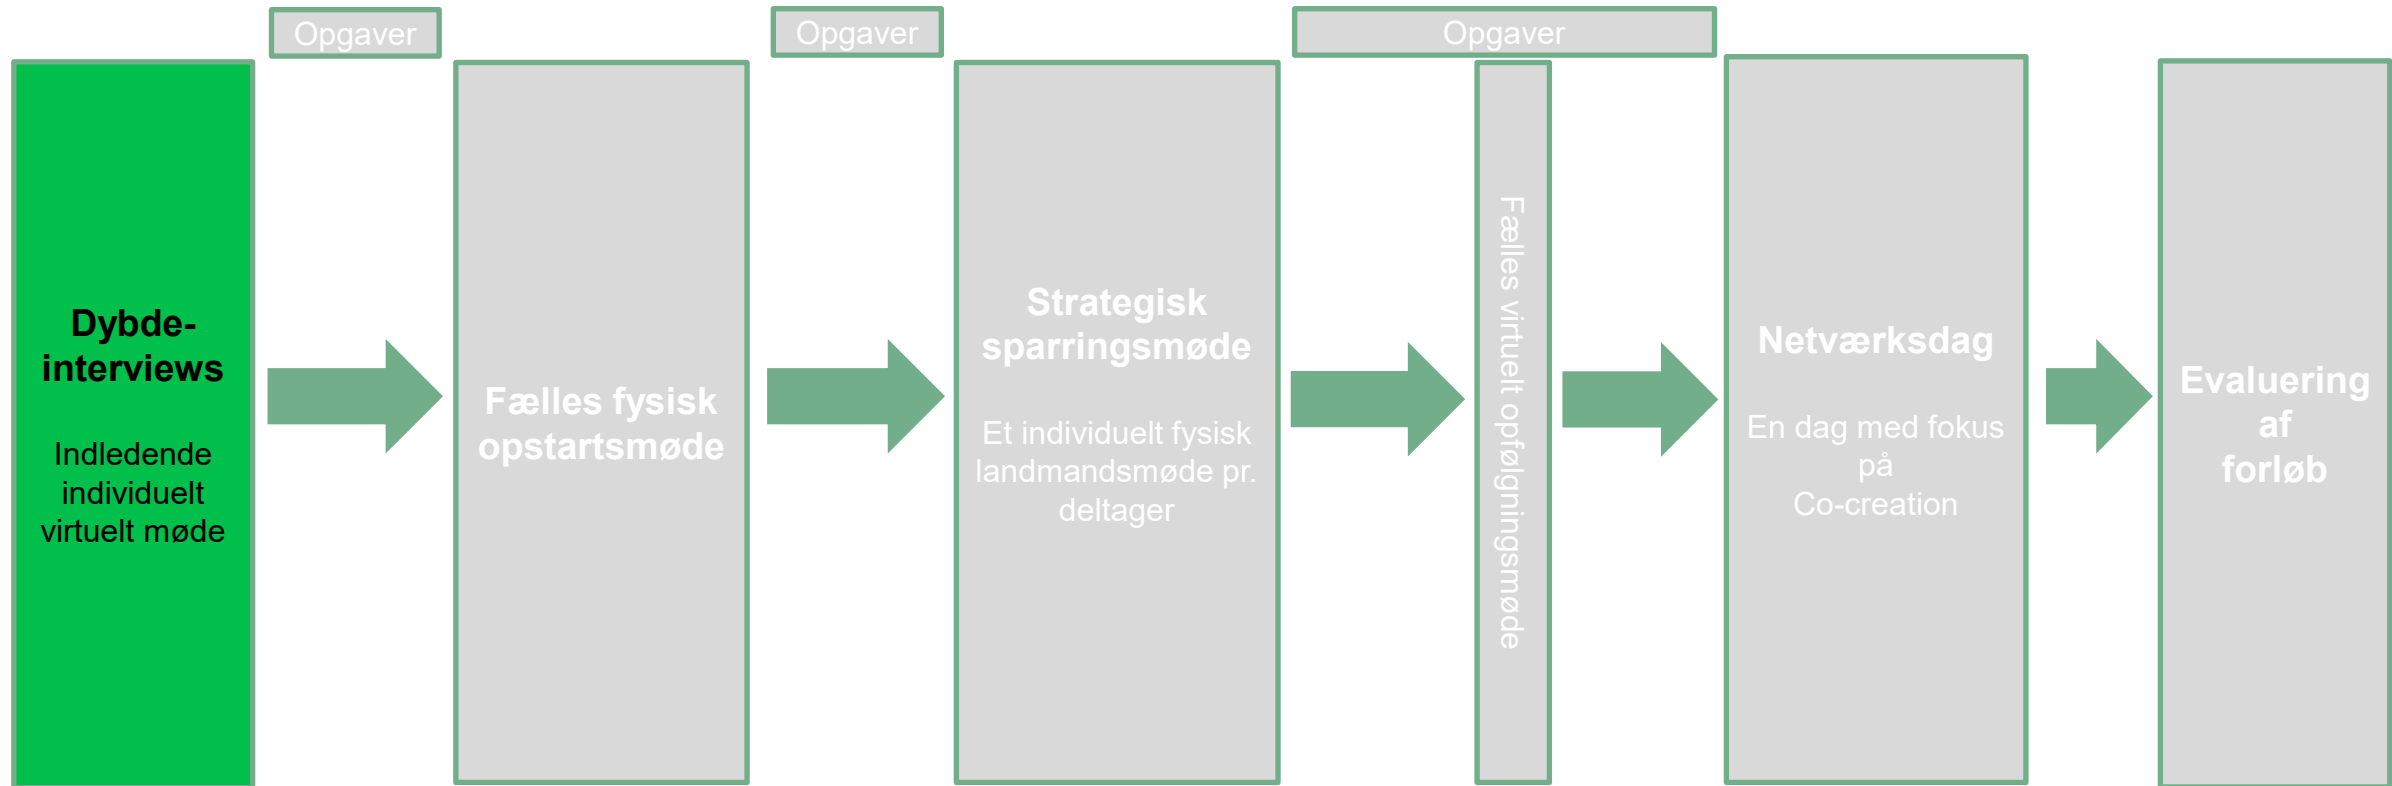 Opgaver
Opgaver
Opgaver
Dybde-
interviews
Indledende
individuelt
virtuelt møde
Fælles fysisk
opstartsmøde
Strategisk
sparringsmøde
Et individuelt fysisk
landmandsmøde pr.
deltager
Fælles virtuelt opfølgningsmøde
Netværksdag
En dag med fokus
på
Co-creation
Evaluering
af
forløb